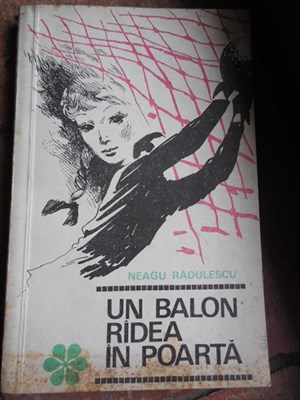 NEAGU RĂDULESCU
UN BALON
RÎDEA
ÎN POARTĂ